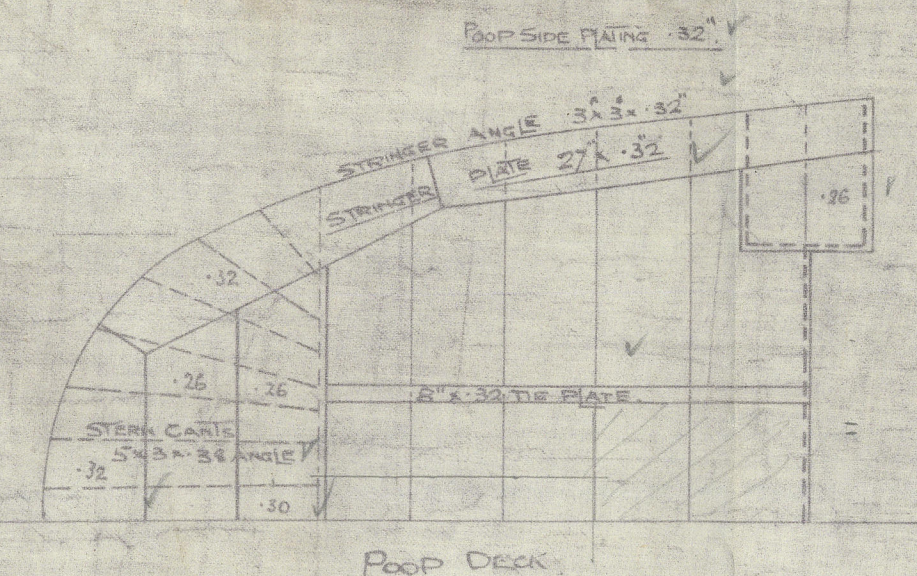 POOP SIDE PLATING .32".
STRINGER ANGLE 3" x 3" x .32"
STRINGER PLATE 27" x .32"
.26
.32
.26
.26
8" x .32 TIE PLATE.
STERN CANTS
5 x 3 x .38 ANGLE
.32
.30
POOP DECK.